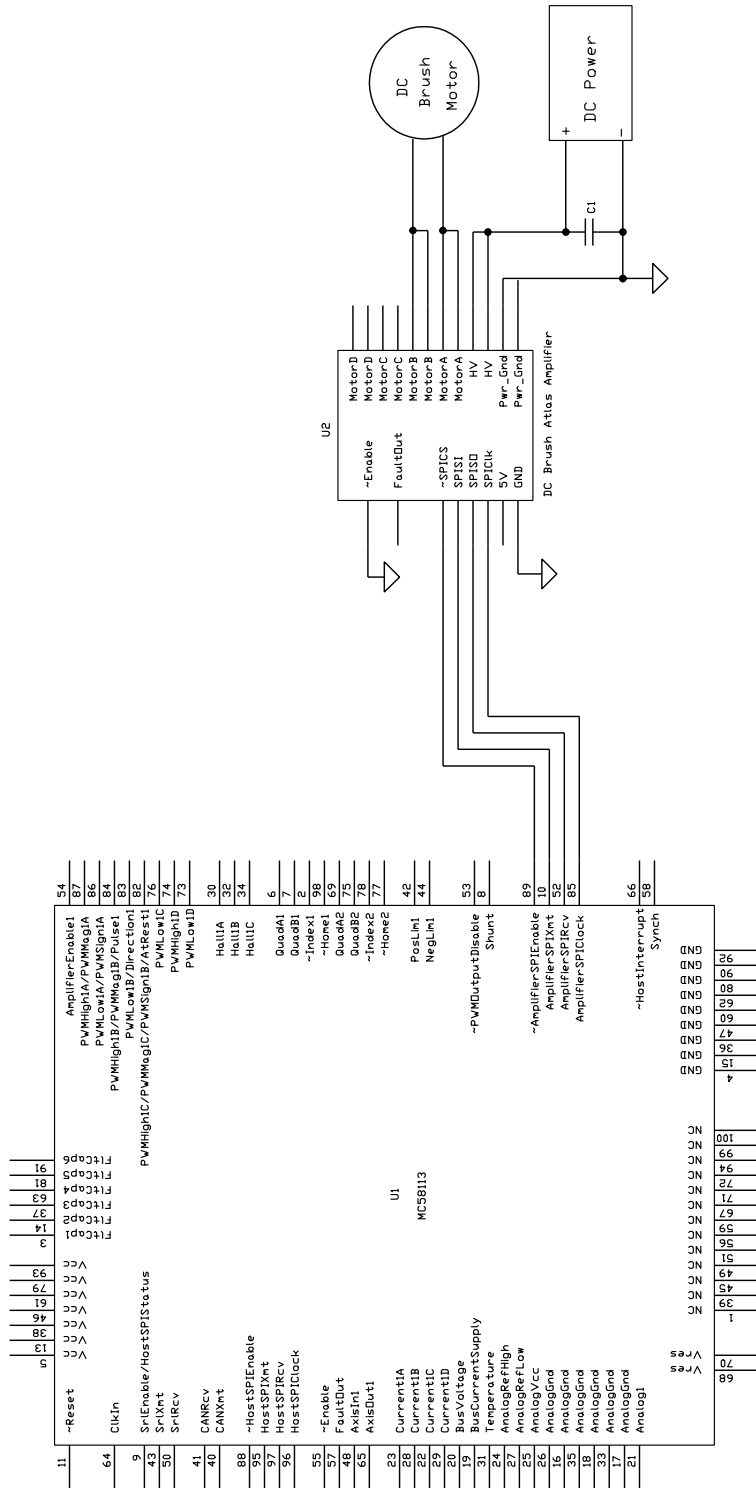 5 Vcc
13 Vcc
38 Vcc
46 Vcc
61 Vcc
79 Vcc
93 Vcc
3 FltCap1
14 FltCap2
37 FltCap3
63 FltCap4
81 FltCap5
91 FltCap6
11 ~Reset
64 ClkIn
9 SrlEnable/HostSPIStatus
43 SrlXmt
50 SrlRcv
41 CANRcv
40 CANXmt
88 ~HostSPIEnable
95 HostSPIXmt
97 HostSPIRcv
96 HostSPIClock
55 ~Enable
57 FaultOut
48 AxisIn1
65 AxisOut1
23 Current1A
28 Current1B
22 Current1C
29 Current1D
20 BusVoltage
19 BusCurrentSupply
31 Temperature
24 AnalogRefHigh
27 AnalogRefLow
25 AnalogVcc
26 AnalogGnd
16 AnalogGnd
35 AnalogGnd
18 AnalogGnd
33 AnalogGnd
17 AnalogGnd
21 Analog1
U1
MC58113
AmplifierEnable1 54
PWMHigh1A/PWMMag1A 87
PWMLow1A/PWMSign1A 86
PWMHigh1B/PWMMag1B/Pulse1 84
PWMLow1B/Direction1 83
PWMHigh1C/PWMMag1C/PWMSign1B/AtRest1 82
PWMLow1C 76
PWMHigh1D 74
PWMLow1D 73
Hall1A 30
Hall1B 32
Hall1C 34
QuadA1 6
QuadB1 7
~Index1 2
~Home1 98
QuadA2 69
QuadB2 75
~Index2 78
~Home2 77
PosLim1 42
NegLim1 44
~PWMOutputDisable 53
Shunt 8
~AmplifierSPIEnable 89
AmplifierSPIXmt 10
AmplifierSPIRcv 52
AmplifierSPIClock 85
~HostInterrupt 66
Synch 58
68 Vres
70 Vres
1 NC
39 NC
45 NC
49 NC
51 NC
56 NC
59 NC
67 NC
71 NC
72 NC
94 NC
99 NC
100 NC
4 GND
15 GND
36 GND
47 GND
60 GND
62 GND
80 GND
90 GND
92 GND
U2
~Enable
FaultOut
~SPICS
SPISI
SPISO
SPIClk
5V
GND
MotorD
MotorD
MotorC
MotorC
MotorB
MotorB
MotorA
MotorA
HV
HV
Pwr_Gnd
Pwr_Gnd
DC Brush Atlas Amplifier
DC
Brush
Motor
C1
+
-
DC Power